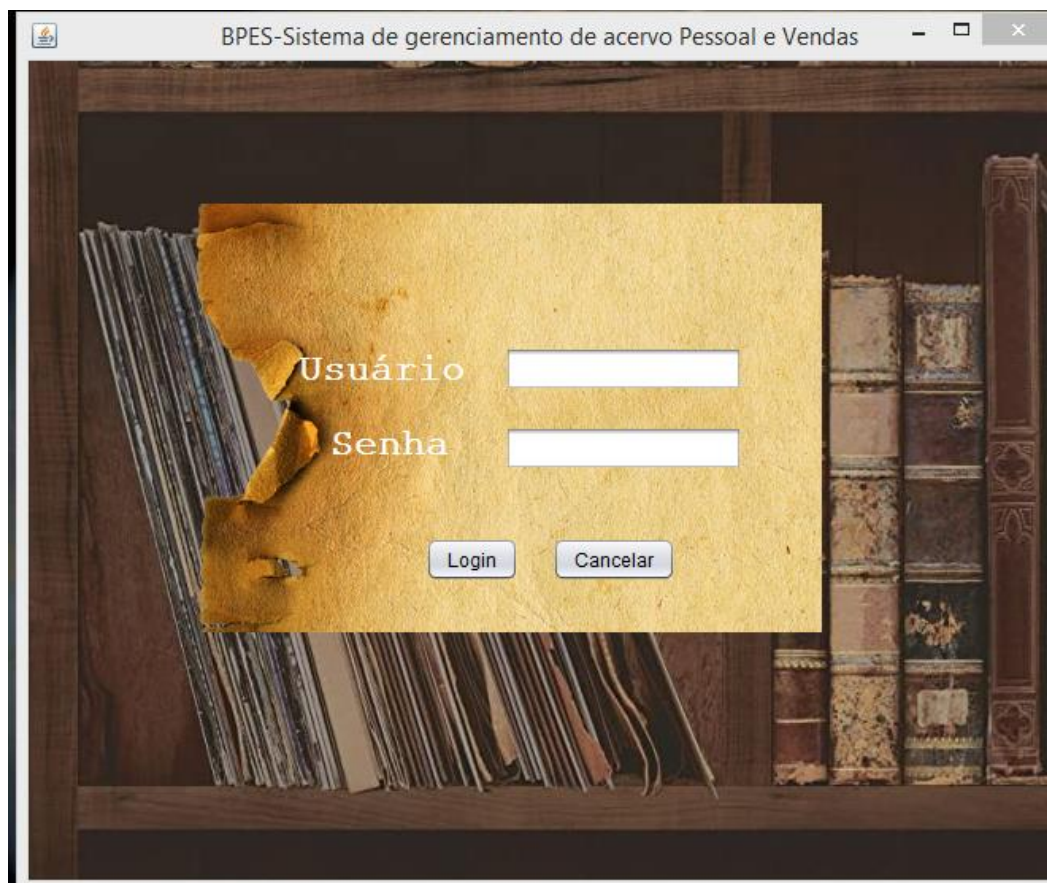 BPES-Sistema de gerenciamento de acervo Pessoal e Vendas
Usuário
Senha
Login Cancelar